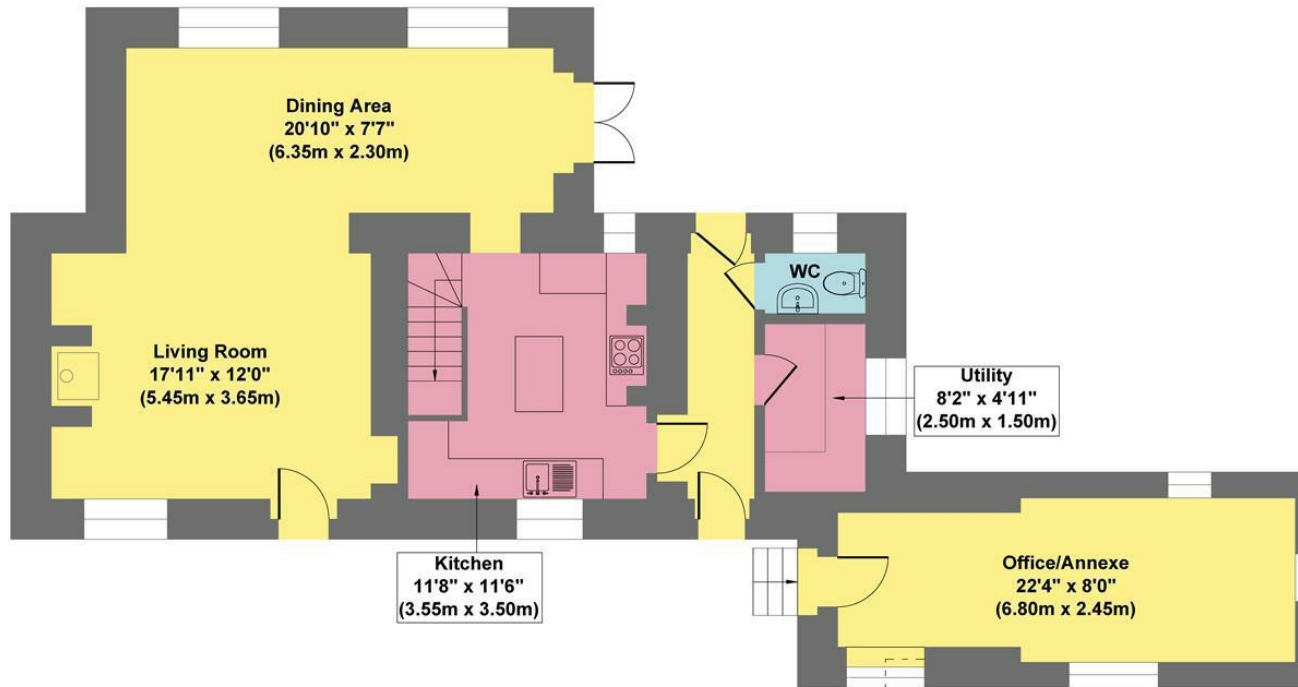 Dining Area
20'10" x 7'7"
(6.35m x 2.30m)
WC
Living Room
17'11" x 12'0"
(5.45m x 3.65m)
Utility
8'2" x 4'11"
(2.50m x 1.50m)
Kitchen
11'8" x 11'6"
(3.55m x 3.50m)
Office/Annexe
22'4" x 8'0"
(6.80m x 2.45m)